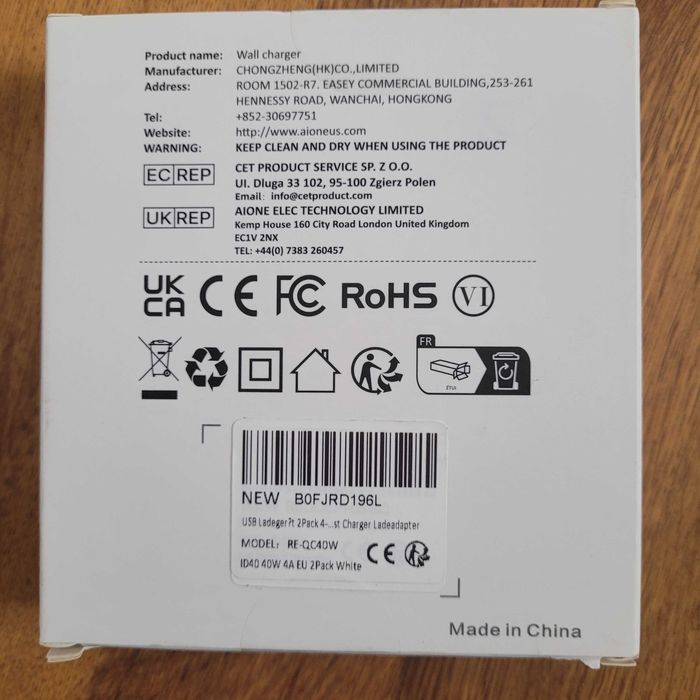 Product name: Wall charger
Manufacturer: CHONGZHENG(HK)CO.,LIMITED
Address: ROOM 1502-R7. EASEY COMMERCIAL BUILDING,253-261
HENNESSY ROAD, WANCHAI, HONGKONG
Tel: +852-30697751
Website: http://www.aioneus.com
WARNING: KEEP CLEAN AND DRY WHEN USING THE PRODUCT
EC REP CET PRODUCT SERVICE SP. Z O.O.
Ul. Dluga 33 102, 95-100 Zgierz Polen
Email: info@cetproduct.com
UK REP AIONE ELEC TECHNOLOGY LIMITED
Kemp House 160 City Road London United Kingdom
EC1V 2NX
TEL: +44(0) 7383 260457
UK CA CE FC RoHS VI
FR
ÉTUI
NEW B0FJRD196L
USB Ladeger?t 2Pack 4-...st Charger Ladeadapter
MODEL: RE-QC40W CE
ID40 40W 4A EU 2Pack White
Made in China